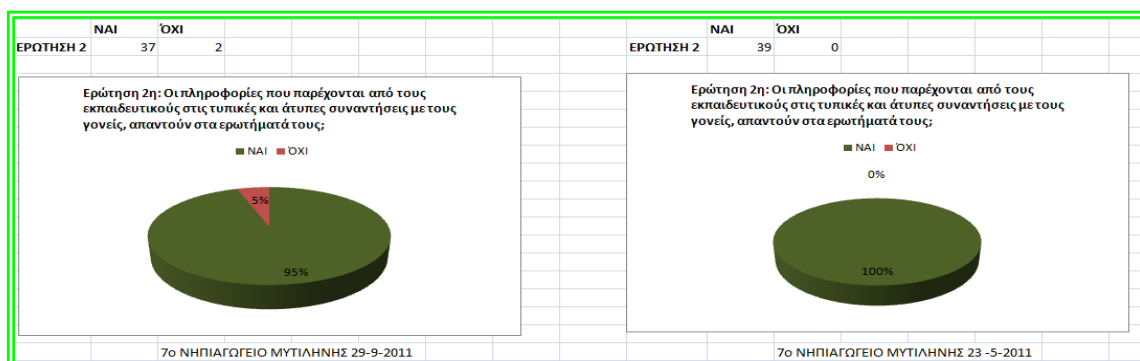 ΝΑΙ ΌΧΙ
ΕΡΩΤΗΣΗ 2 37 2
Ερώτηση 2η: Οι πληροφορίες που παρέχονται από τους
εκπαιδευτικούς στις τυπικές και άτυπες συναντήσεις με τους
γονείς, απαντούν στα ερωτήματά τους;
ΝΑΙ ΌΧΙ
5%
95%
7ο ΝΗΠΙΑΓΩΓΕΙΟ ΜΥΤΙΛΗΝΗΣ 29-9-2011
ΝΑΙ ΌΧΙ
ΕΡΩΤΗΣΗ 2 39 0
Ερώτηση 2η: Οι πληροφορίες που παρέχονται από τους
εκπαιδευτικούς στις τυπικές και άτυπες συναντήσεις με τους
γονείς, απαντούν στα ερωτήματά τους;
ΝΑΙ ΌΧΙ
0%
100%
7ο ΝΗΠΙΑΓΩΓΕΙΟ ΜΥΤΙΛΗΝΗΣ 23 -5-2011